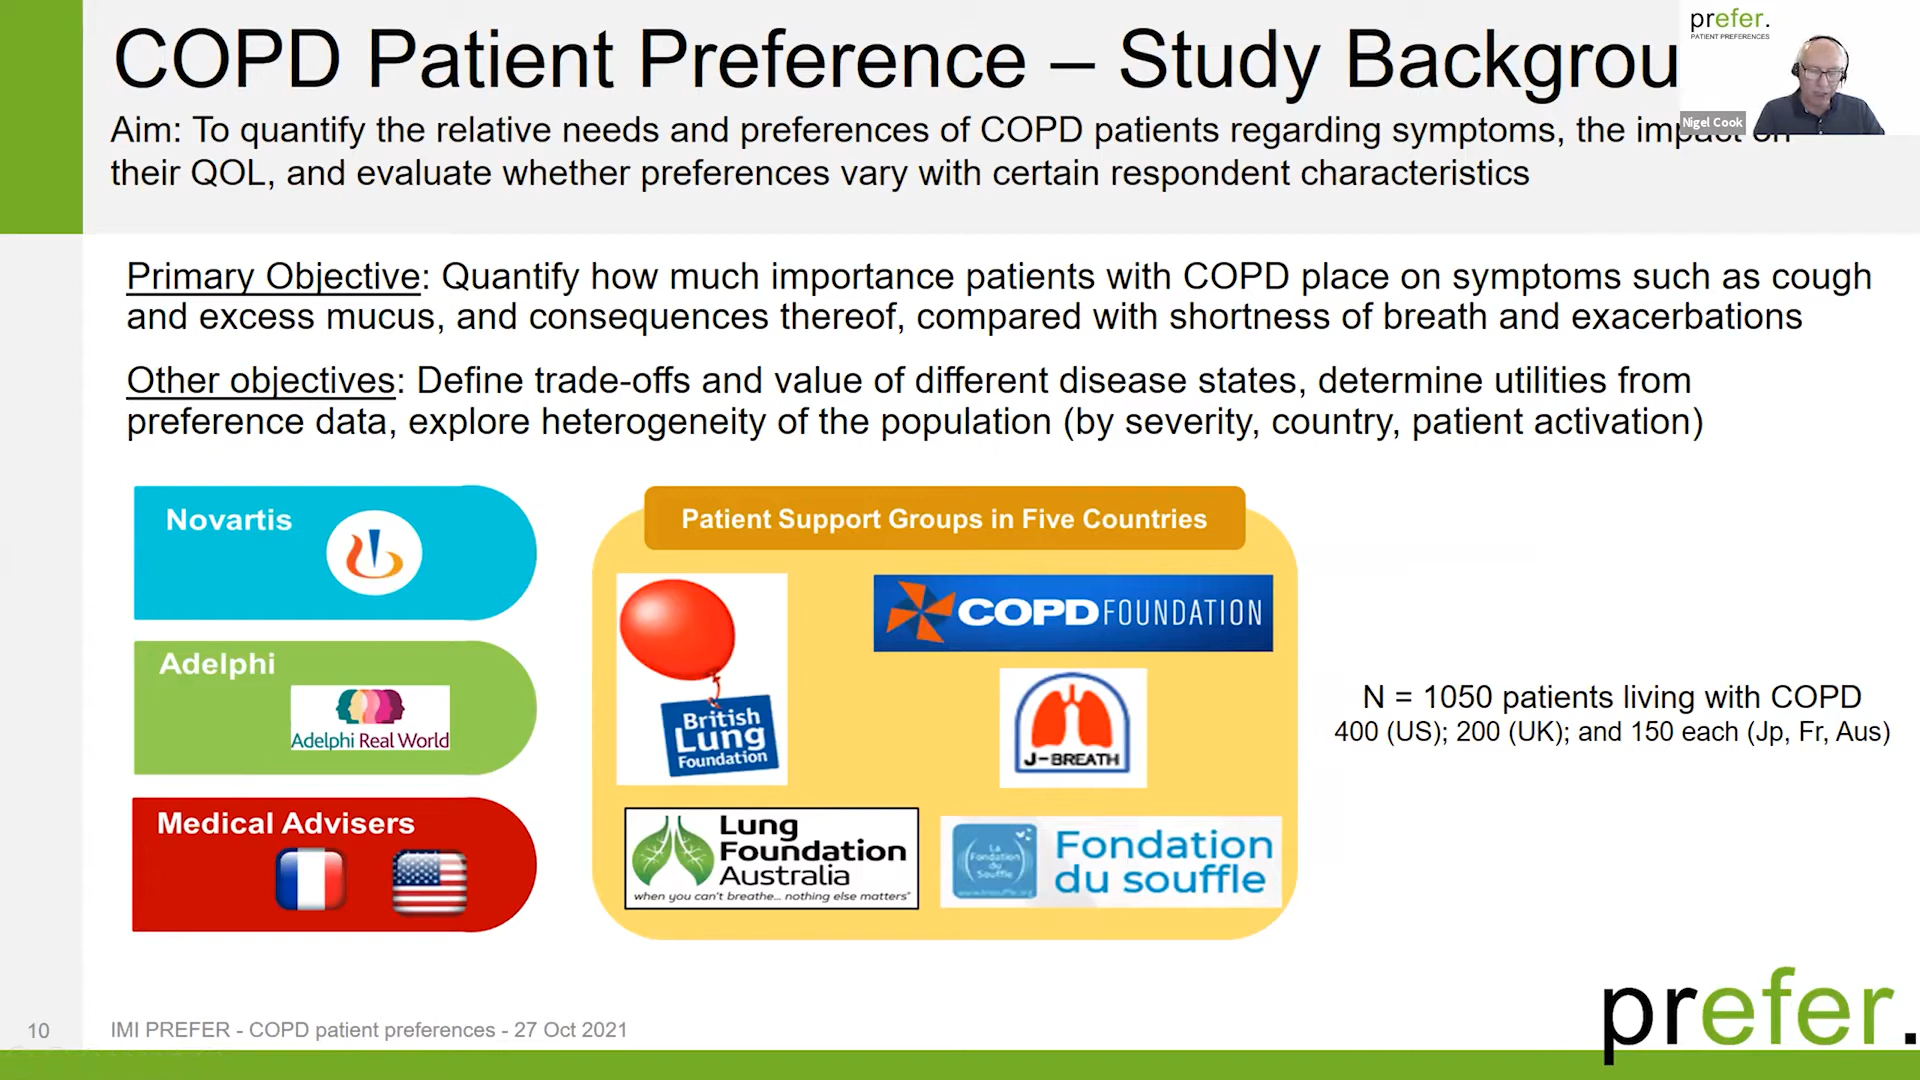 COPD Patient Preference – Study Backgrou
prefer.
PATIENT PREFERENCES
Nigel Cook
Aim: To quantify the relative needs and preferences of COPD patients regarding symptoms, the impact on
their QOL, and evaluate whether preferences vary with certain respondent characteristics
Primary Objective: Quantify how much importance patients with COPD place on symptoms such as cough
and excess mucus, and consequences thereof, compared with shortness of breath and exacerbations
Other objectives: Define trade-offs and value of different disease states, determine utilities from
preference data, explore heterogeneity of the population (by severity, country, patient activation)
Novartis
Adelphi
Adelphi Real World
Medical Advisers
Patient Support Groups in Five Countries
British
Lung
Foundation
COPD FOUNDATION
J-BREATH
Lung
Foundation
Australia
when you can't breathe... nothing else matters"
La
Fondation
du
Souffle
Fondation
du souffle
N = 1050 patients living with COPD
400 (US); 200 (UK); and 150 each (Jp, Fr, Aus)
10
IMI PREFER - COPD patient preferences - 27 Oct 2021
prefer.